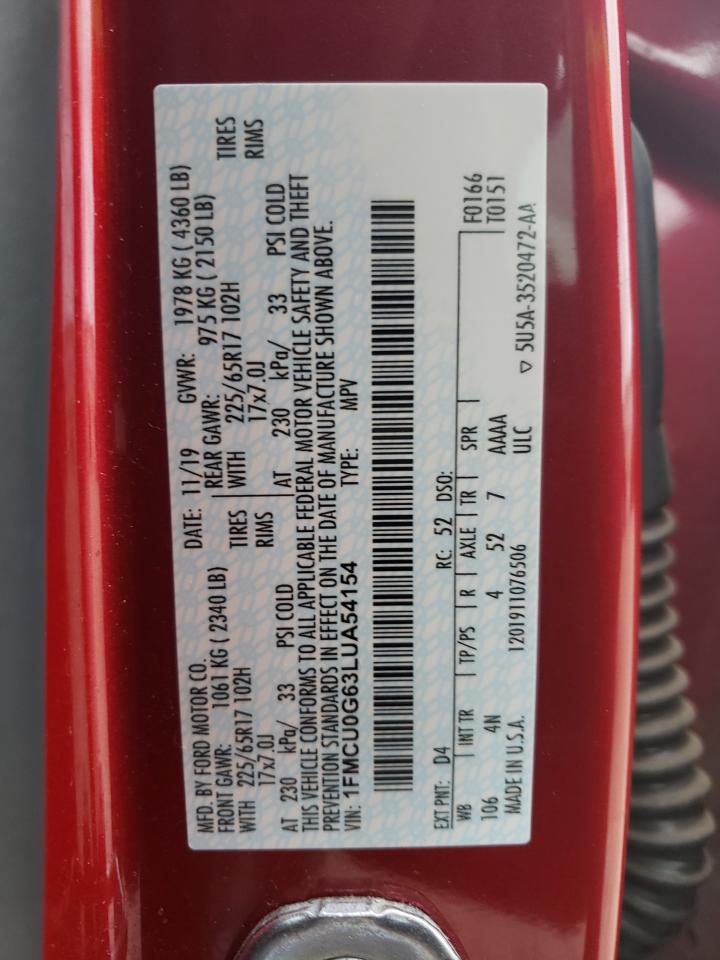 MFD. BY FORD MOTOR CO.
DATE: 11/19 GVWR: 1978 KG ( 4360 LB)
FRONT GAWR: 1061 KG ( 2340 LB) REAR GAWR: 975 KG ( 2150 LB)
WITH 225/65R17 102H TIRES WITH 225/65R17 102H TIRES
17x7.0J RIMS 17x7.0J RIMS
AT 230 kPa/ 33 PSI COLD AT 230 kPa/ 33 PSI COLD
THIS VEHICLE CONFORMS TO ALL APPLICABLE FEDERAL MOTOR VEHICLE SAFETY AND THEFT
PREVENTION STANDARDS IN EFFECT ON THE DATE OF MANUFACTURE SHOWN ABOVE.
VIN: 1FMCU0G63LUA54154 TYPE: MPV
EXT PNT: D4 RC: 52 DSO:
WB INT TR TP/PS R AXLE TR SPR F0166
106 4N 4 52 7 AAAA T0151
MADE IN U.S.A. 1201911076506 ULC
▽ 5U5A-3520472-AA